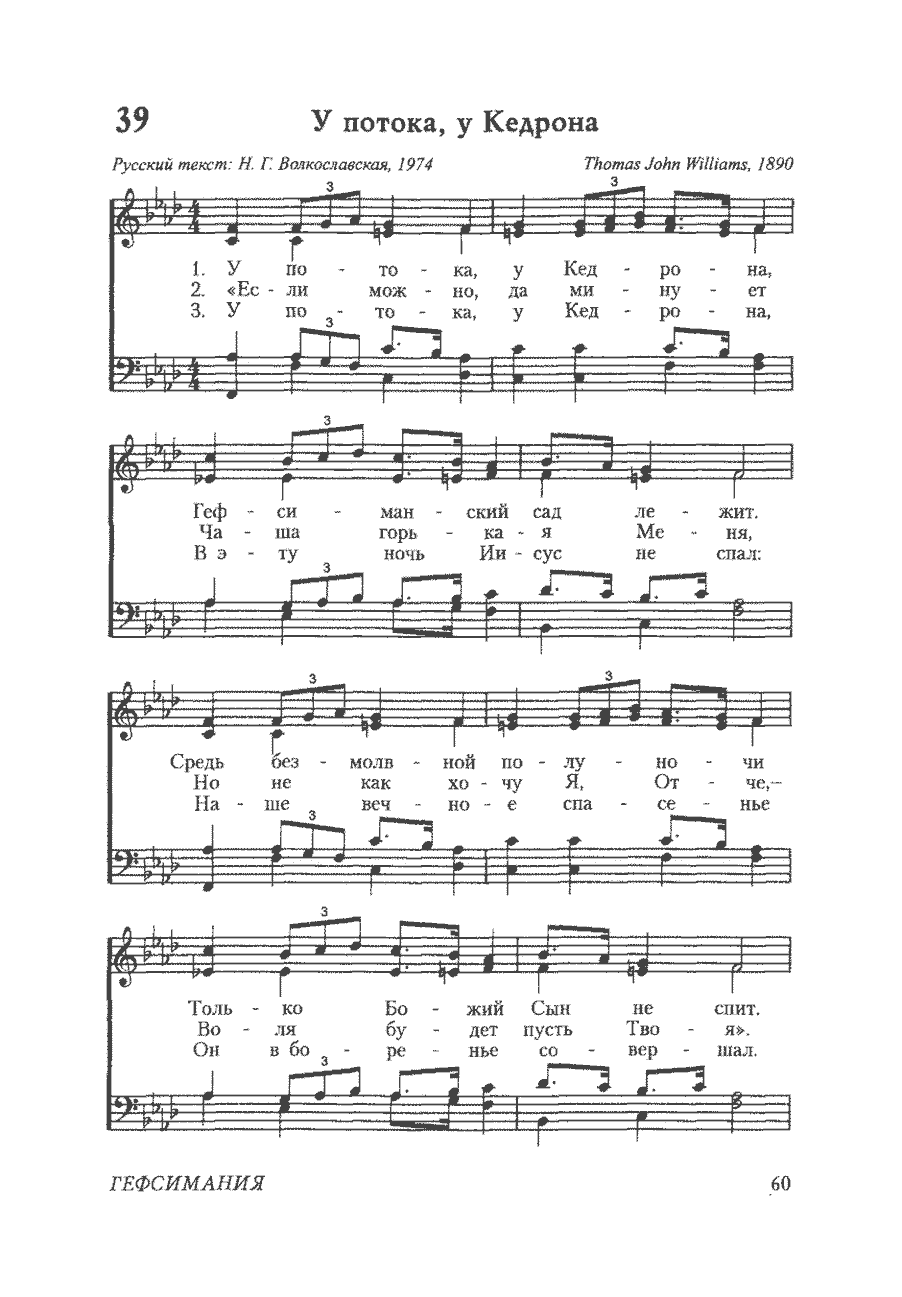 39 У потока, у Кедрона
Русский текст: Н. Г. Волкославская, 1974 Thomas John Williams, 1890
3 3
1. У по - то - ка, у Кед - ро - на,
2. «Ес - ли мож - но, да ми - ну - ет
3. У по - то - ка, у Кед - ро - на,
3
3
Геф - си - ман - ский сад ле - жит.
Ча - ша горь - ка - я Ме - ня,
В э - ту ночь Ии - сус не спал:
3
3 3
Средь без - молв - ной по - лу - но - чи
Но не как хо - чу Я, От - че,–
На - ше веч - но - е спа - се - нье
3
3
Толь - ко Бо - жий Сын не спит.
Во - ля бу - дет пусть Тво - я».
Он в бо - ре - нье со - вер - шал.
3
ГЕФСИМАНИЯ 60